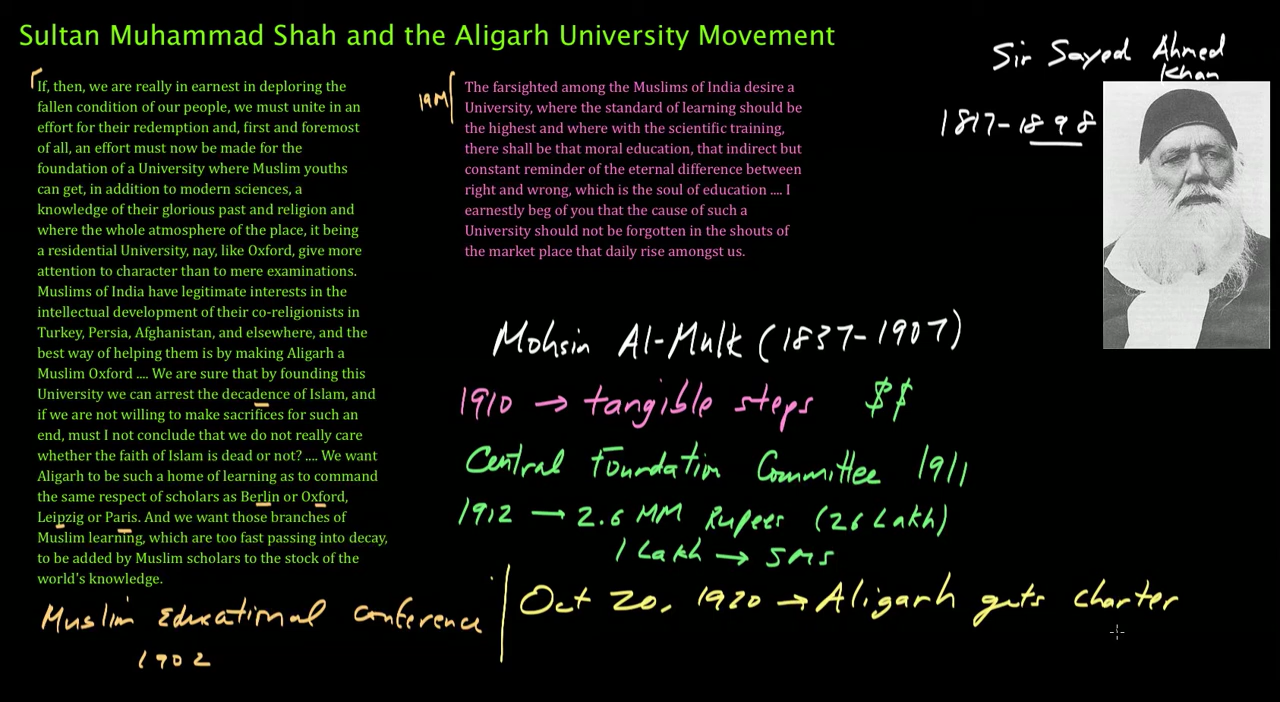 Sultan Muhammad Shah and the Aligarh University Movement
If, then, we are really in earnest in deploring the
fallen condition of our people, we must unite in an
effort for their redemption and, first and foremost
of all, an effort must now be made for the
foundation of a University where Muslim youths
can get, in addition to modern sciences, a
knowledge of their glorious past and religion and
where the whole atmosphere of the place, it being
a residential University, nay, like Oxford, give more
attention to character than to mere examinations.
Muslims of India have legitimate interests in the
intellectual development of their co-religionists in
Turkey, Persia, Afghanistan, and elsewhere, and the
best way of helping them is by making Aligarh a
Muslim Oxford .... We are sure that by founding this
University we can arrest the decadence of Islam, and
if we are not willing to make sacrifices for such an
end, must I not conclude that we do not really care
whether the faith of Islam is dead or not? .... We want
Aligarh to be such a home of learning as to command
the same respect of scholars as Berlin or Oxford,
Leipzig or Paris. And we want those branches of
Muslim learning, which are too fast passing into decay,
to be added by Muslim scholars to the stock of the
world's knowledge.
Muslim Educational Conference
1902
The farsighted among the Muslims of India desire a
University, where the standard of learning should be
the highest and where with the scientific training,
there shall be that moral education, that indirect but
constant reminder of the eternal difference between
right and wrong, which is the soul of education .... I
earnestly beg of you that the cause of such a
University should not be forgotten in the shouts of
the market place that daily rise amongst us.
Sir Sayed Ahmed
Khan
1817-1898
Mohsin Al-Mulk (1837-1907)
1910 → tangible steps $$
Central Foundation Committee 1911
1912 → 2.6 MM Rupees (26 Lakh)
1 Lakh → SMS
Oct 20, 1920 → Aligarh gets charter